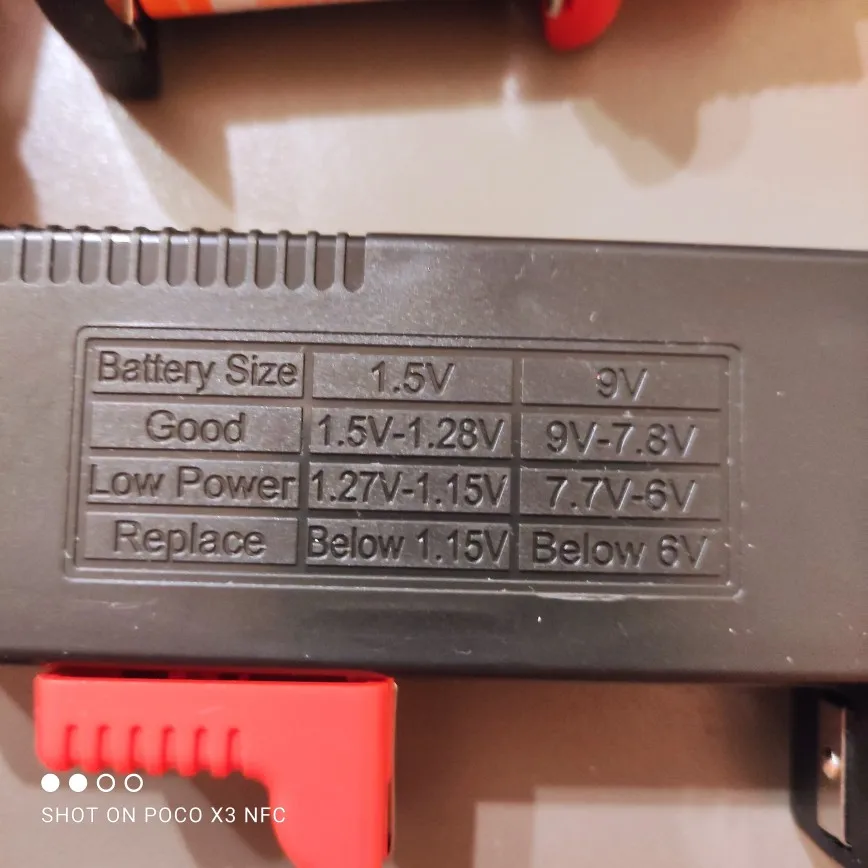 Battery Size 1.5V 9V
Good 1.5V-1.28V 9V-7.8V
Low Power 1.27V-1.15V 7.7V-6V
Replace Below 1.15V Below 6V
SHOT ON POCO X3 NFC